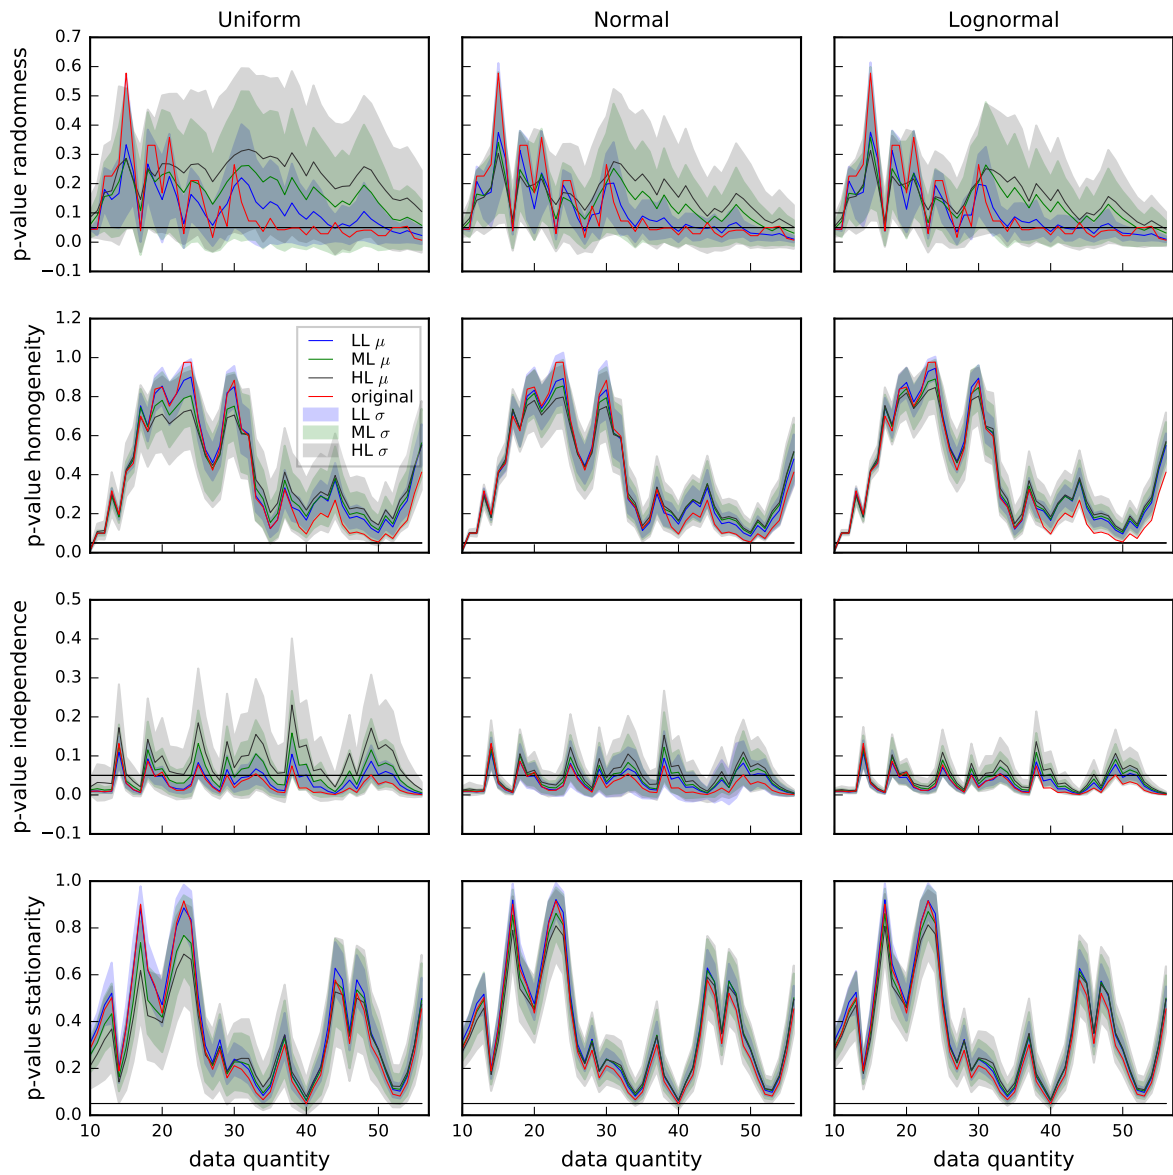 Uniform
Normal
Lognormal
p-value randomness
0.7
0.6
0.5
0.4
0.3
0.2
0.1
0.0
−0.1
p-value homogeneity
1.2
1.0
0.8
0.6
0.4
0.2
0.0
LL μ
ML μ
HL μ
original
LL σ
ML σ
HL σ
p-value independence
0.5
0.4
0.3
0.2
0.1
0.0
−0.1
p-value stationarity
1.0
0.8
0.6
0.4
0.2
0.0
10 20 30 40 50
10 20 30 40 50
10 20 30 40 50
data quantity
data quantity
data quantity